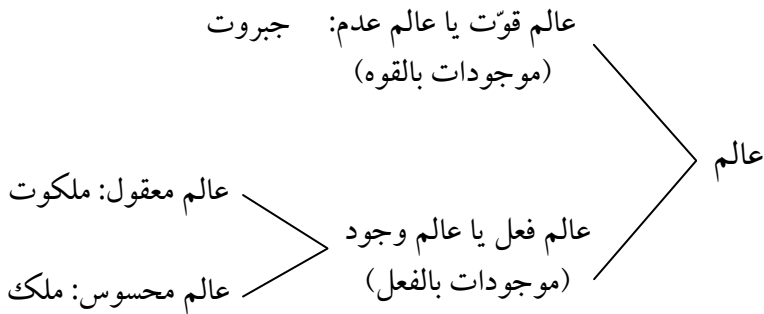 عالم
عالم قوّت یا عالم عدم: جبروت
(موجودات بالقوه)
عالم فعل یا عالم وجود
(موجودات بالفعل)
عالم معقول: ملکوت
عالم محسوس: ملک